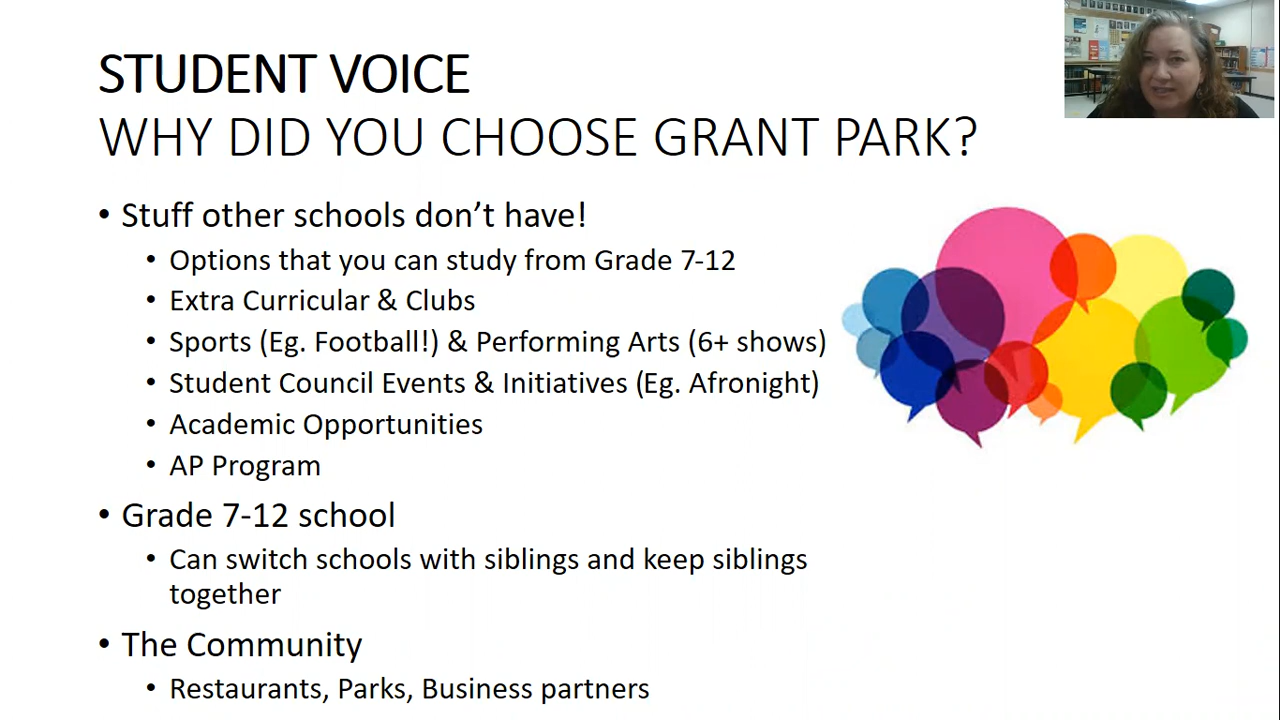 STUDENT VOICE
WHY DID YOU CHOOSE GRANT PARK?
• Stuff other schools don’t have!
• Options that you can study from Grade 7-12
• Extra Curricular & Clubs
• Sports (Eg. Football!) & Performing Arts (6+ shows)
• Student Council Events & Initiatives (Eg. Afronight)
• Academic Opportunities
• AP Program
• Grade 7-12 school
• Can switch schools with siblings and keep siblings
together
• The Community
• Restaurants, Parks, Business partners